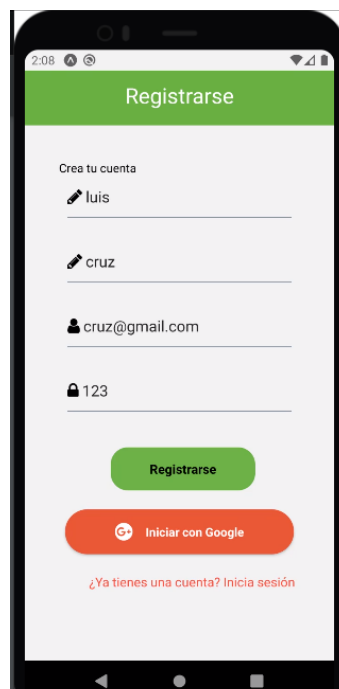 2:08
Registrarse
Crea tu cuenta
luis
cruz
cruz@gmail.com
123
Registrarse
G+ Iniciar con Google
¿Ya tienes una cuenta? Inicia sesión